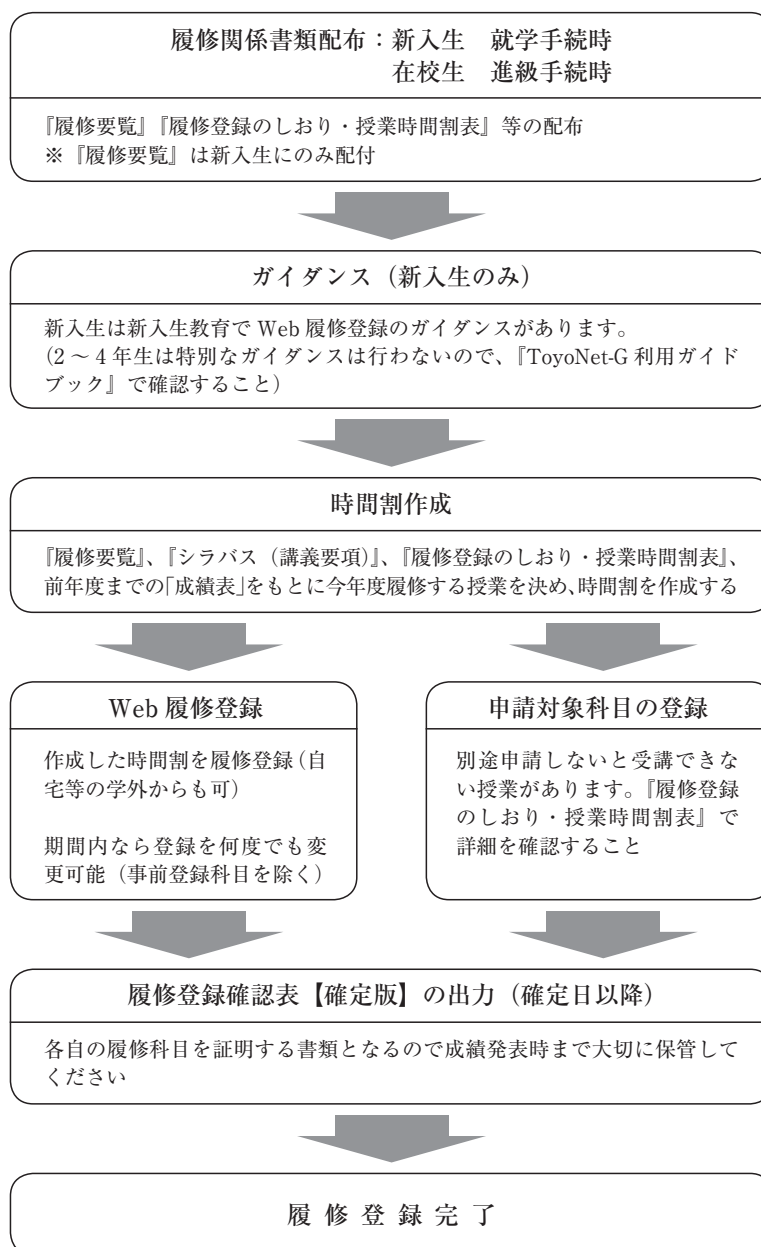 履修関係書類配布：新入生　就学手続時
在校生　進級手続時
『履修要覧』『履修登録のしおり・授業時間割表』等の配布
※『履修要覧』は新入生にのみ配付
ガイダンス（新入生のみ）
新入生は新入生教育で Web 履修登録のガイダンスがあります。
（2 〜 4 年生は特別なガイダンスは行わないので、『ToyoNet-G 利用ガイド
ブック』で確認すること）
時間割作成
『履修要覧』、『シラバス（講義要項）』、『履修登録のしおり・授業時間割表』、
前年度までの「成績表」をもとに今年度履修する授業を決め、時間割を作成する
Web 履修登録
作成した時間割を履修登録（自
宅等の学外からも可）
期間内なら登録を何度でも変
更可能（事前登録科目を除く）
申請対象科目の登録
別途申請しないと受講できな
い授業があります。『履修登録
のしおり・授業時間割表』で
詳細を確認すること
履修登録確認表【確定版】の出力（確定日以降）
各自の履修科目を証明する書類となるので成績発表時まで大切に保管して
ください
履 修 登 録 完 了